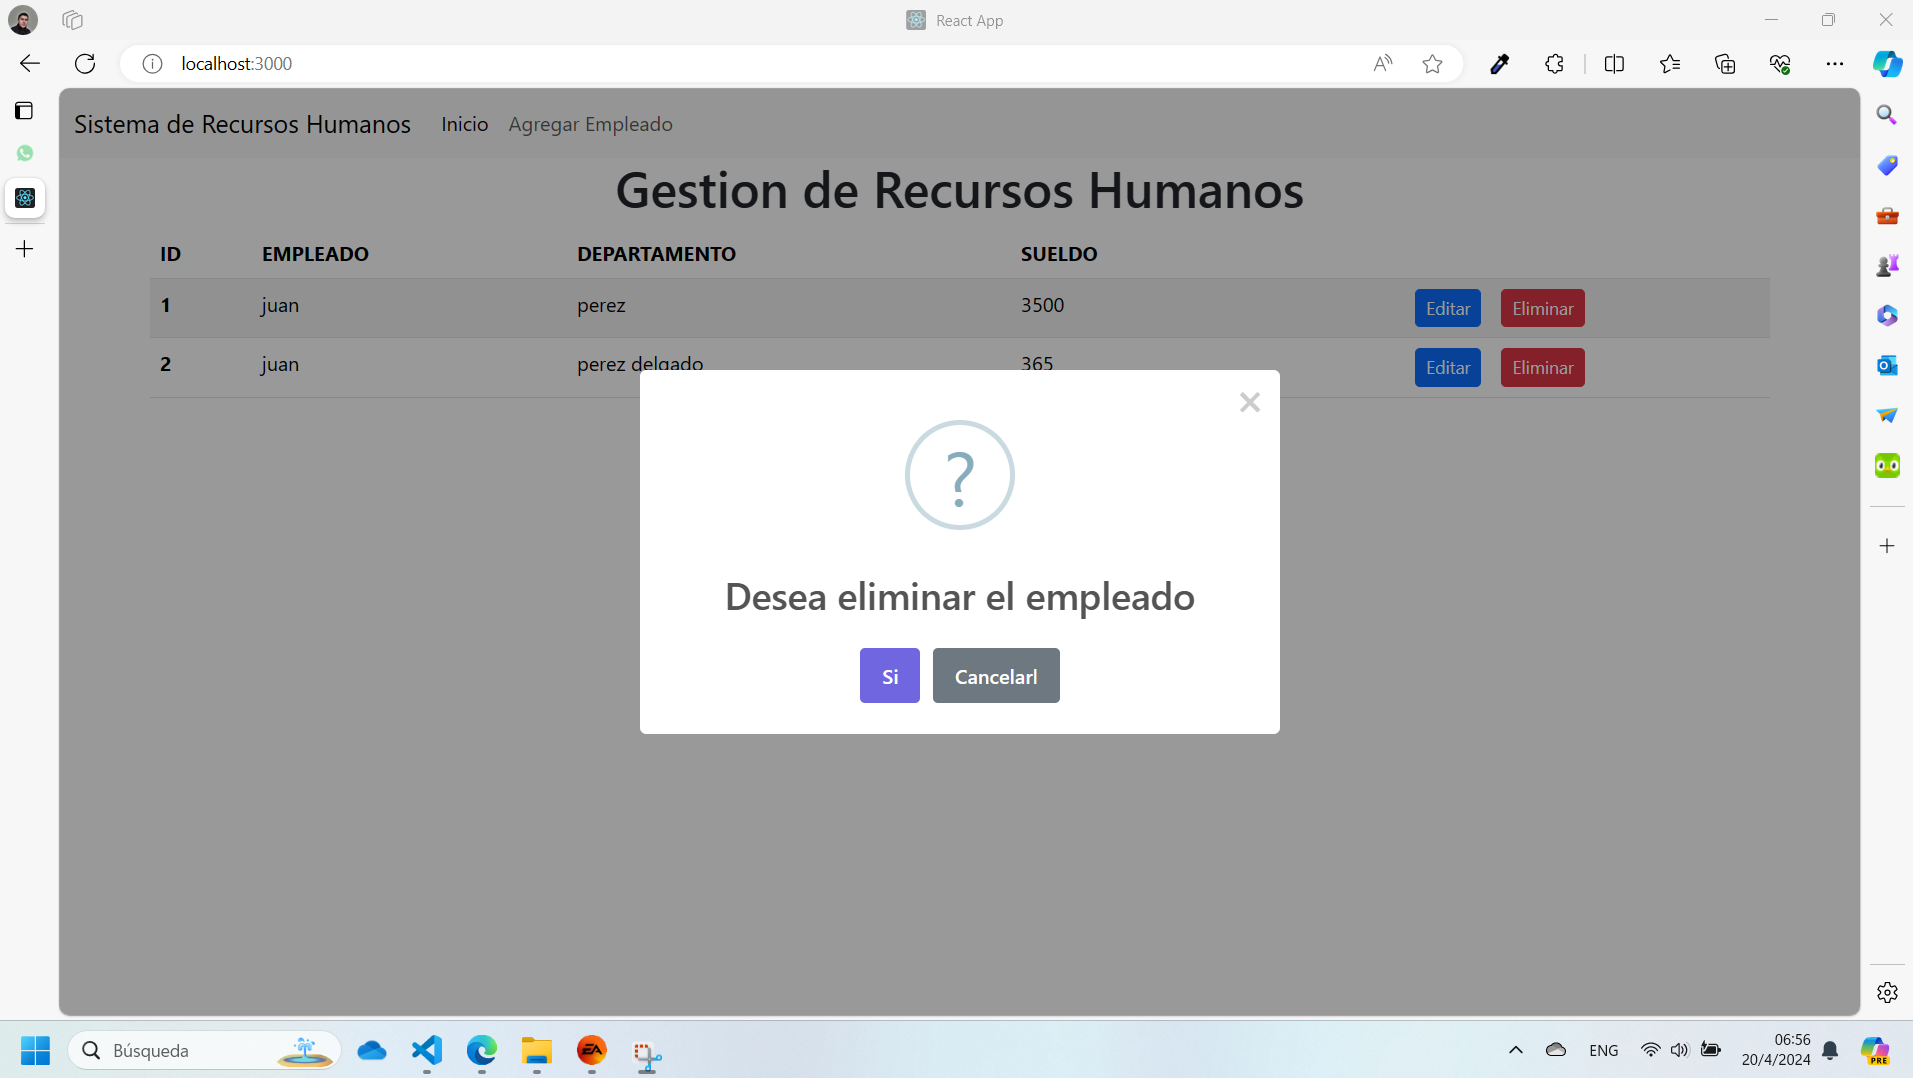 React App
localhost:3000
Sistema de Recursos Humanos Inicio Agregar Empleado
Gestion de Recursos Humanos
ID EMPLEADO DEPARTAMENTO SUELDO
1 juan perez 3500 Editar Eliminar
2 juan perez delgado 365 Editar Eliminar
?
Desea eliminar el empleado
Si Cancelarl
Búsqueda
EA
ENG
06:56
20/4/2024
PRE